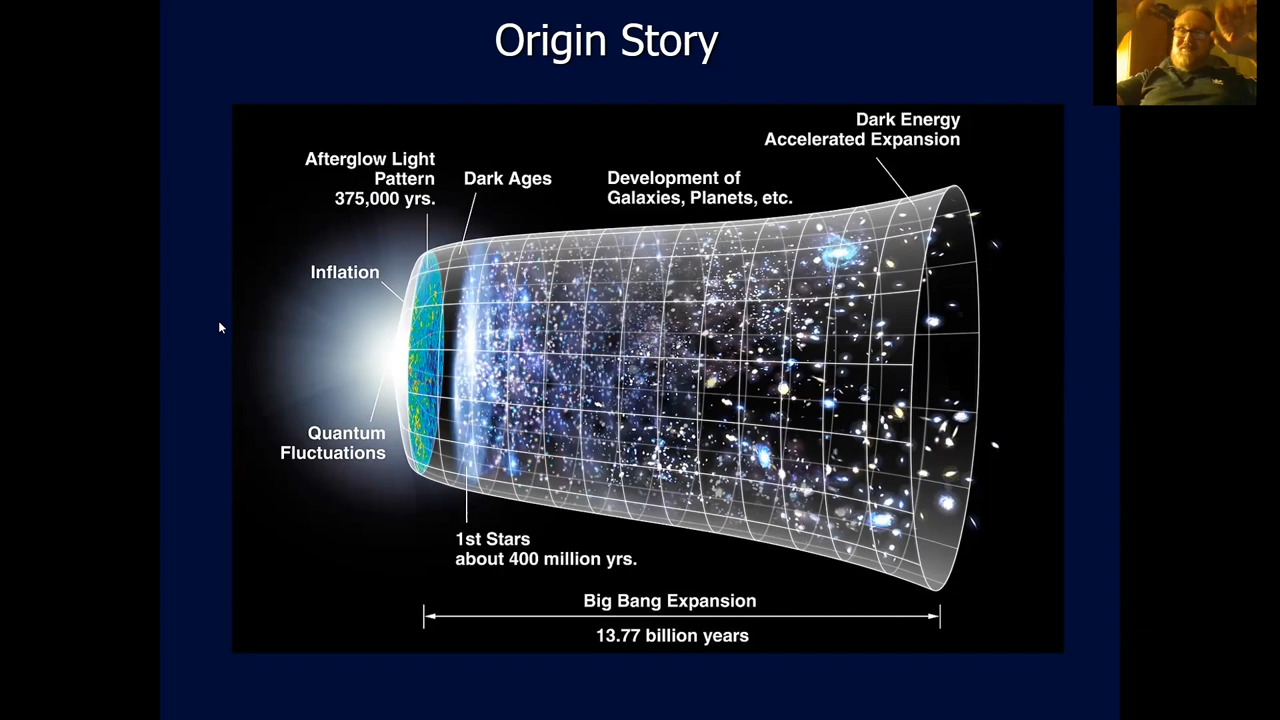 Origin Story
Dark Energy
Accelerated Expansion
Afterglow Light
Pattern
375,000 yrs.
Dark Ages
Development of
Galaxies, Planets, etc.
Inflation
Quantum
Fluctuations
1st Stars
about 400 million yrs.
Big Bang Expansion
13.77 billion years